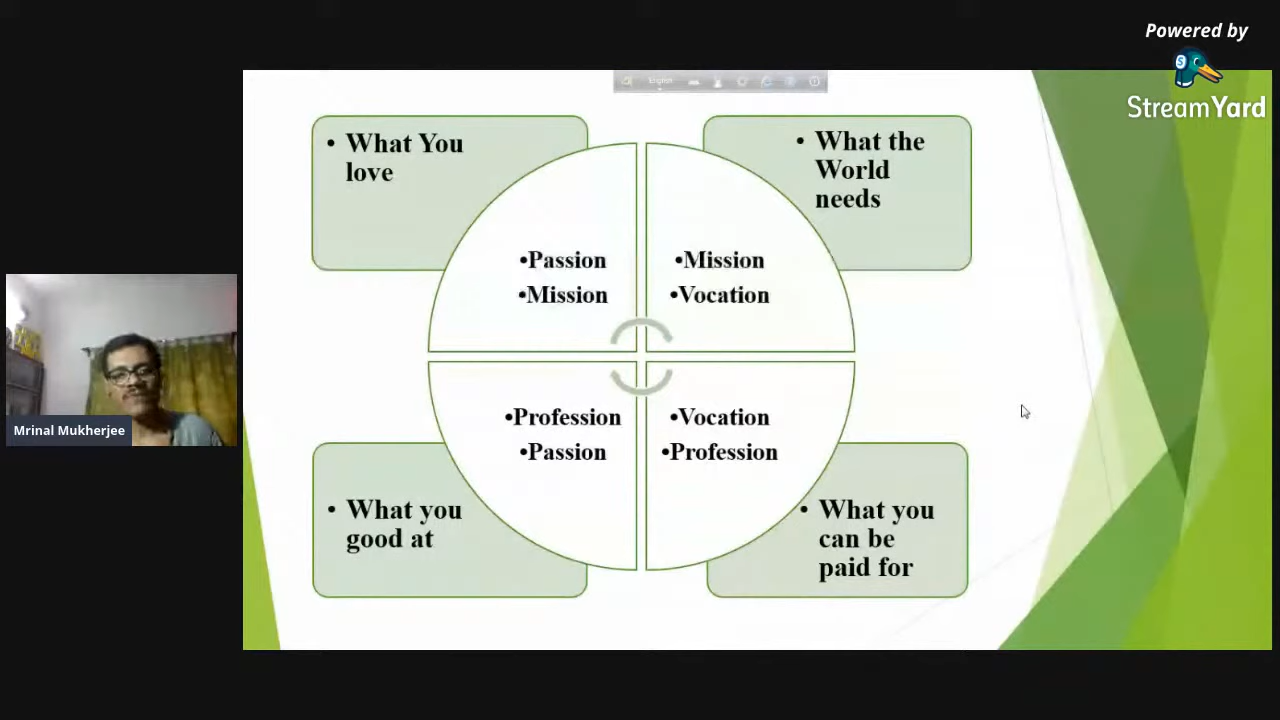 Powered by
StreamYard
English
• What You
love
• What the
World
needs
•Passion
•Mission
•Mission
•Vocation
•Profession
•Passion
•Vocation
•Profession
• What you
good at
• What you
can be
paid for
Mrinal Mukherjee